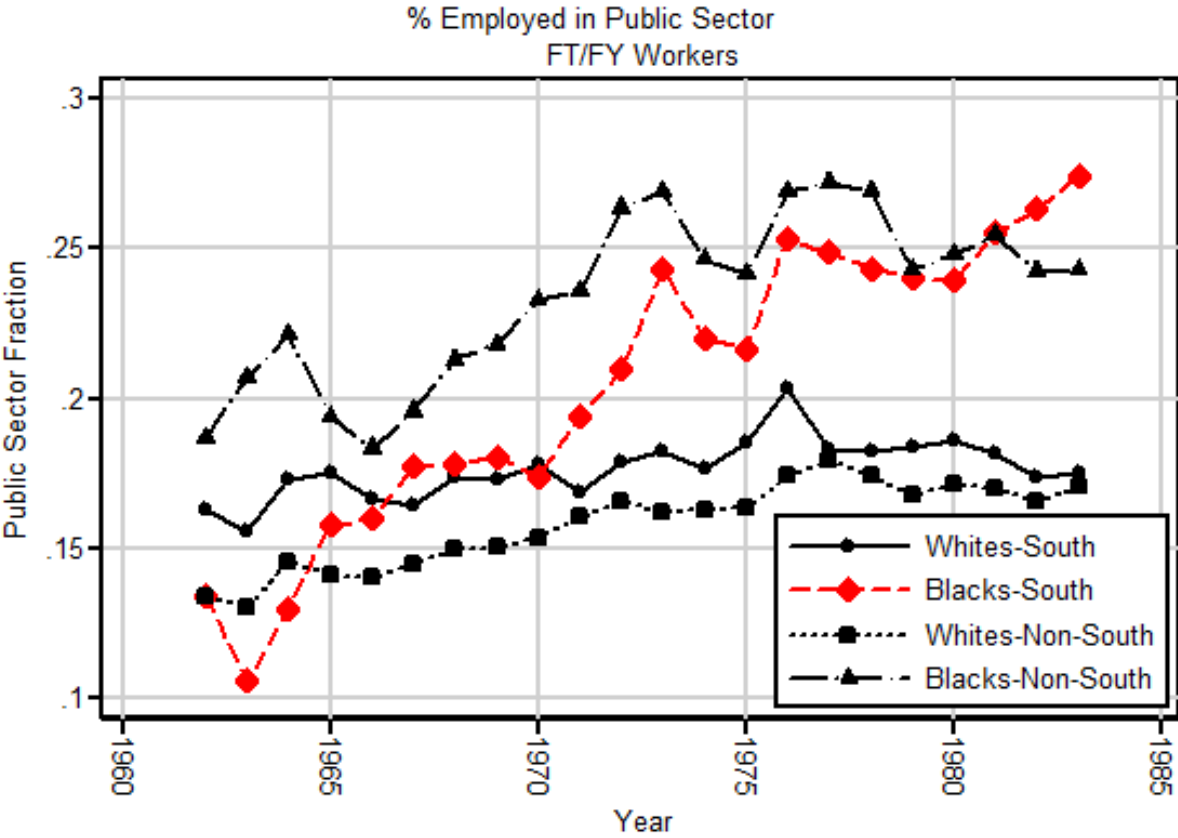 % Employed in Public Sector
FT/FY Workers
Public Sector Fraction
.3
.25
.2
.15
.1
Whites-South
Blacks-South
Whites-Non-South
Blacks-Non-South
1960
1965
1970
1975
1980
1985
Year